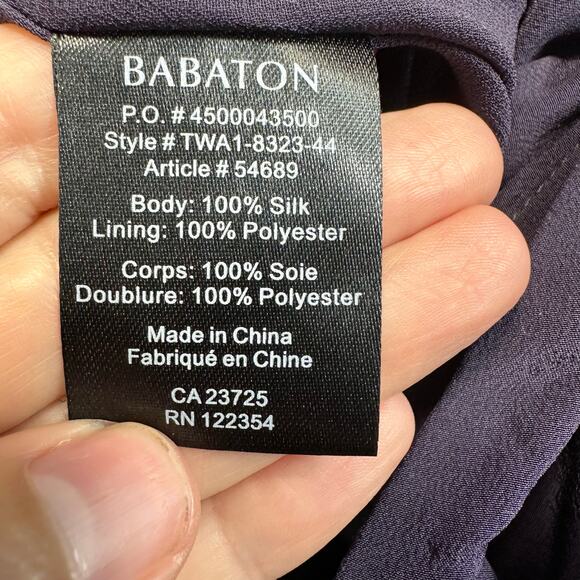 BABATON
P.O. # 4500043500
Style # TWA1-8323-44
Article # 54689
Body: 100% Silk
Lining: 100% Polyester
Corps: 100% Soie
Doublure: 100% Polyester
Made in China
Fabriqué en Chine
CA 23725
RN 122354